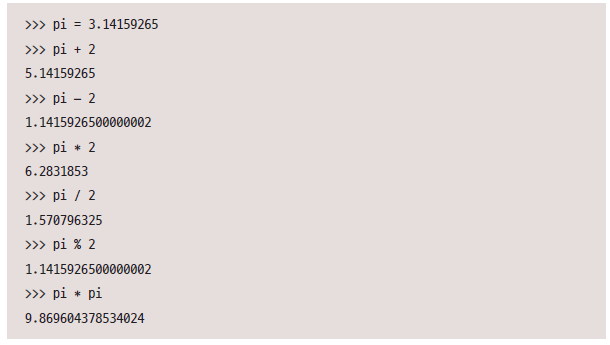 >>> pi = 3.14159265
>>> pi + 2
5.14159265
>>> pi – 2
1.1415926500000002
>>> pi * 2
6.2831853
>>> pi / 2
1.570796325
>>> pi % 2
1.1415926500000002
>>> pi * pi
9.869604378534024